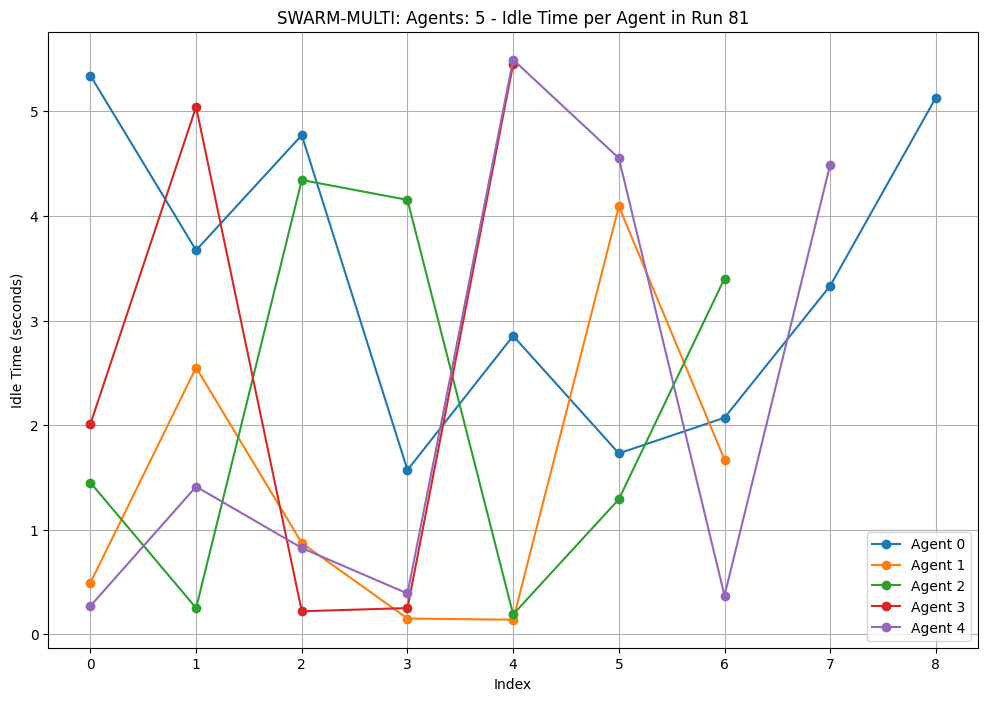 SWARM-MULTI: Agents: 5 - Idle Time per Agent in Run 81
Idle Time (seconds)
5
4
3
2
1
0
0 1 2 3 4 5 6 7 8
Index
Agent 0
Agent 1
Agent 2
Agent 3
Agent 4